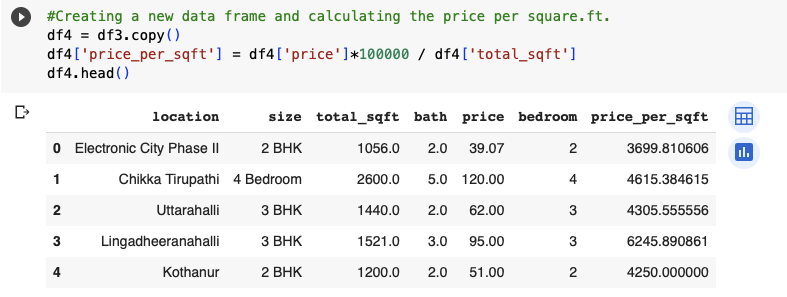 #Creating a new data frame and calculating the price per square.ft.
df4 = df3.copy()
df4['price_per_sqft'] = df4['price']*100000 / df4['total_sqft']
df4.head()
location size total_sqft bath price bedroom price_per_sqft
0 Electronic City Phase II 2 BHK 1056.0 2.0 39.07 2 3699.810606
1 Chikka Tirupathi 4 Bedroom 2600.0 5.0 120.00 4 4615.384615
2 Uttarahalli 3 BHK 1440.0 2.0 62.00 3 4305.555556
3 Lingadheeranahalli 3 BHK 1521.0 3.0 95.00 3 6245.890861
4 Kothanur 2 BHK 1200.0 2.0 51.00 2 4250.000000